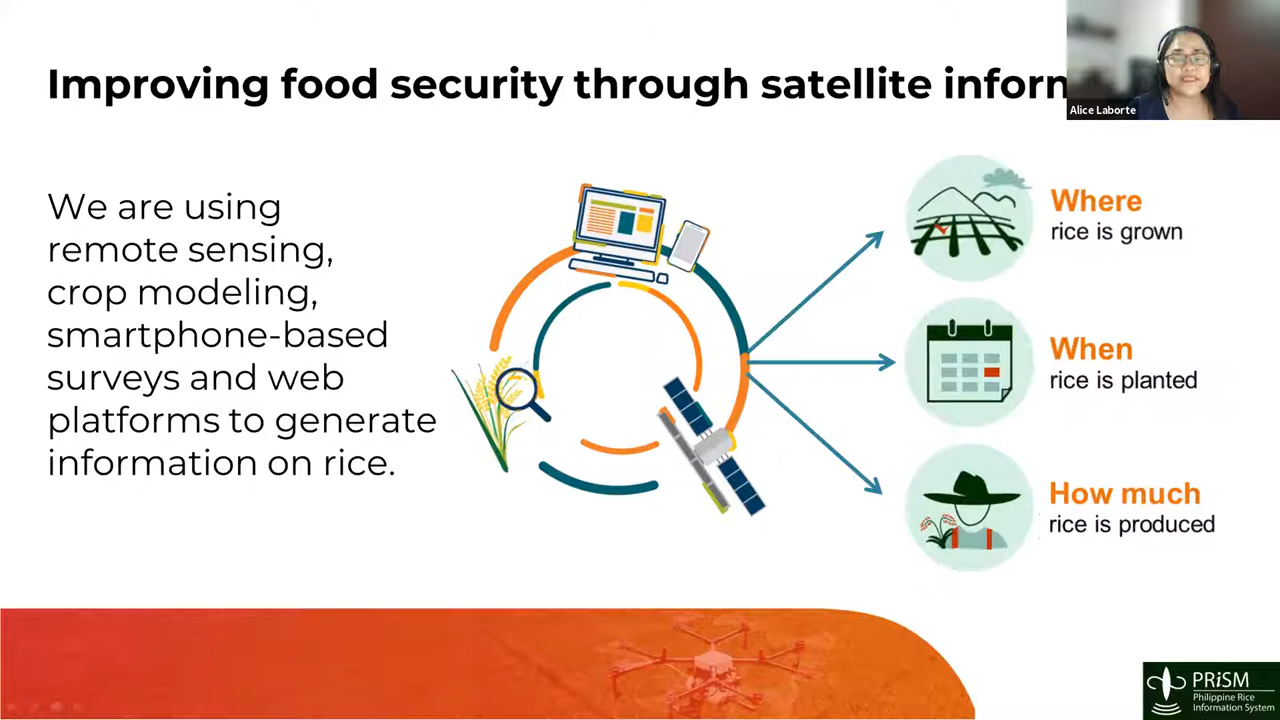 Improving food security through satellite inform
Alice Laborte
We are using
remote sensing,
crop modeling,
smartphone-based
surveys and web
platforms to generate
information on rice.
Where
rice is grown
When
rice is planted
How much
rice is produced
PRiSM
Philippine Rice
Information System